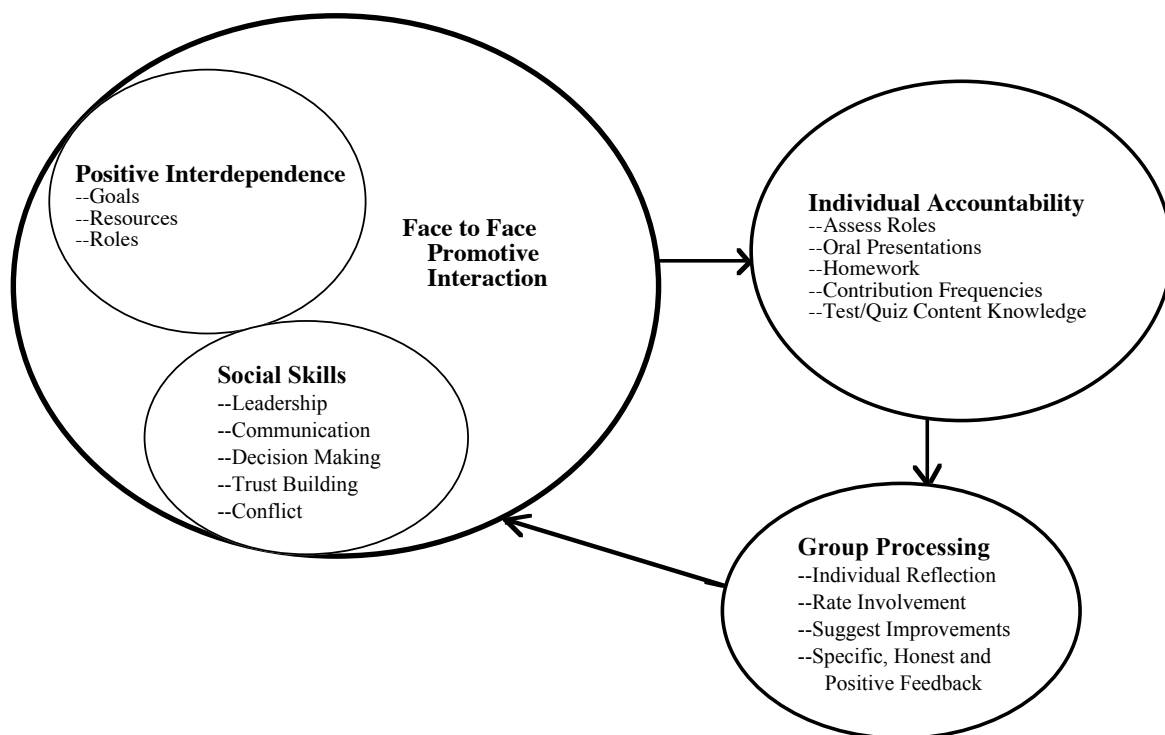 Positive Interdependence
--Goals
--Resources
--Roles
Face to Face
Promotive
Interaction
Social Skills
--Leadership
--Communication
--Decision Making
--Trust Building
--Conflict
Individual Accountability
--Assess Roles
--Oral Presentations
--Homework
--Contribution Frequencies
--Test/Quiz Content Knowledge
Group Processing
--Individual Reflection
--Rate Involvement
--Suggest Improvements
--Specific, Honest and
Positive Feedback